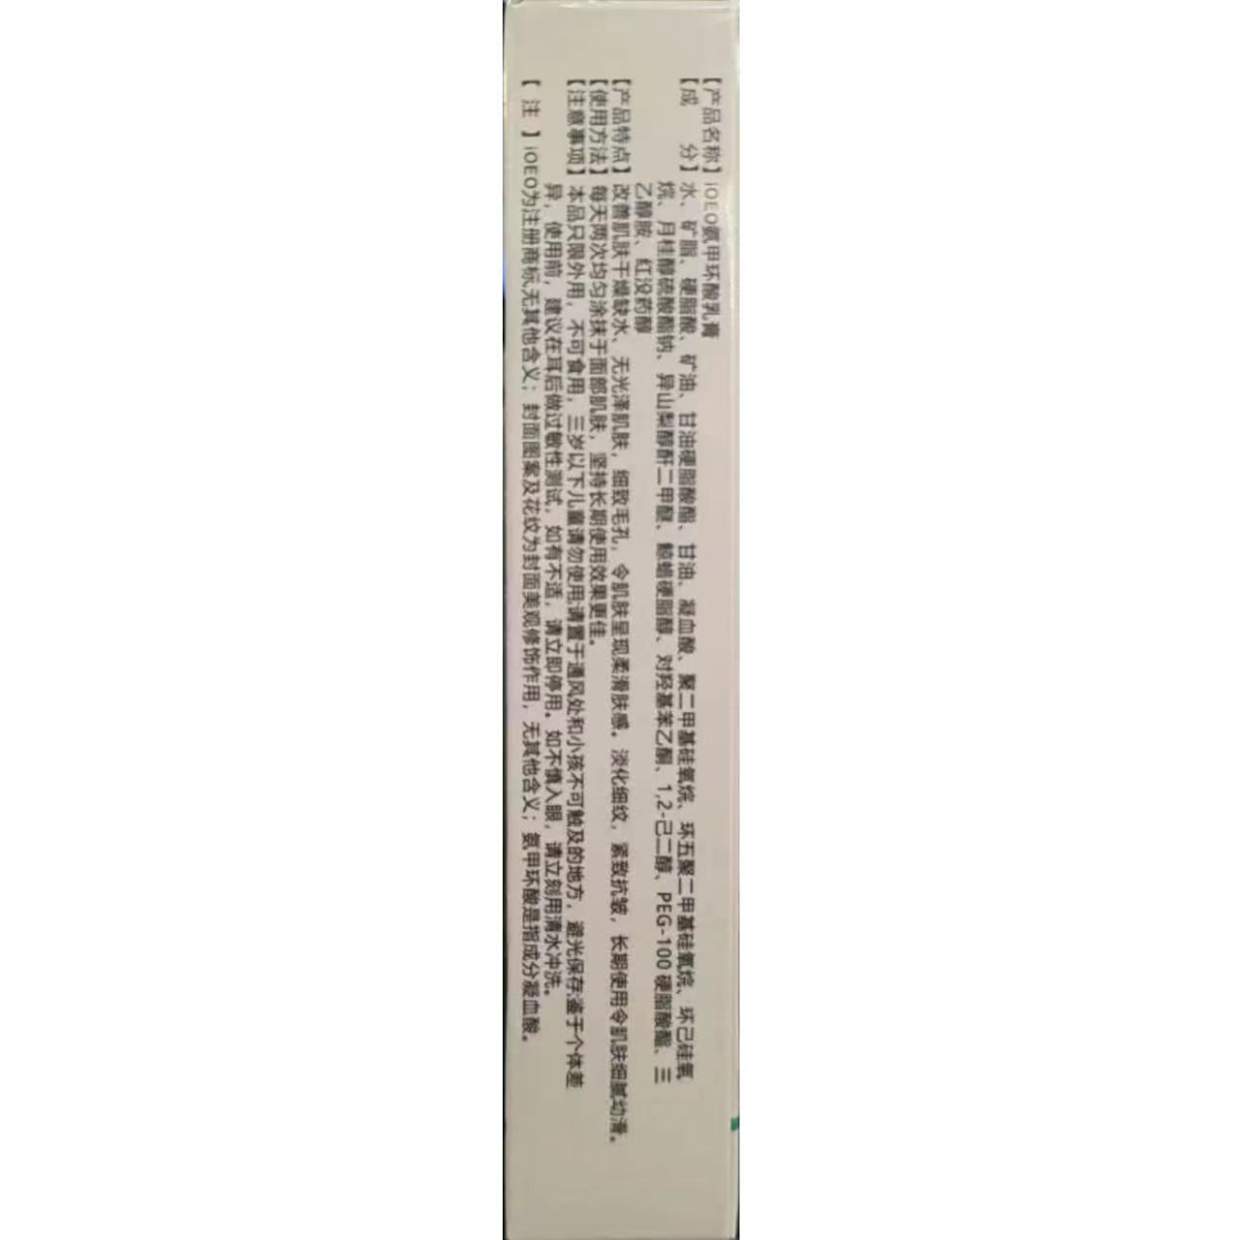 【产品名称】iOEO氨甲环酸乳膏
【成 分】水、矿脂、硬脂酸、矿油、甘油硬脂酸酯、甘油、凝血酸、聚二甲基硅氧烷、环五聚二甲基硅氧烷、环己硅氧
烷、月桂醇硫酸酯钠、异山梨醇酐二甲醚、鲸蜡硬脂醇、对羟基苯乙酮、1,2-己二醇、PEG-100硬脂酸酯、三
乙醇胺、红没药醇
【产品特点】改善肌肤干燥缺水、无光泽肌肤，细致毛孔，令肌肤呈现柔滑肤感。淡化细纹，紧致抗皱，长期使用令肌肤细腻幼滑。
【使用方法】每天两次均匀涂抹于面部肌肤，坚持长期使用效果更佳。
【注意事项】本品只限外用，不可食用，三岁以下儿童请勿使用;请置于通风处和小孩不可触及的地方，避光保存;鉴于个体差
异，使用前，建议在耳后做过敏性测试，如有不适，请立即停用。如不慎入眼，请立刻用清水冲洗。
【 注 】iOEO为注册商标,无其他含义；封面图案及花纹为封面美观修饰作用，无其他含义；氨甲环酸是指成分凝血酸。